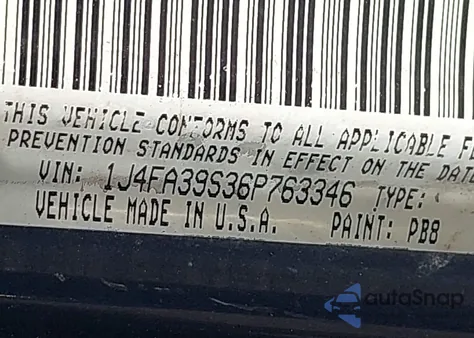 THIS VEHICLE CONFORMS TO ALL APPLICABLE
PREVENTION STANDARDS IN EFFECT ON THE DATE
VIN: 1J4FA39S36P763346 TYPE:
VEHICLE MADE IN U.S.A. PAINT: PB8
autoSnap